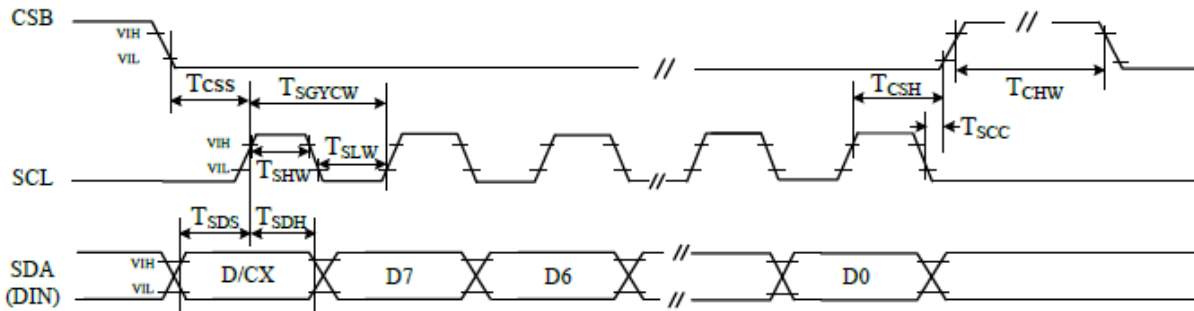 CSB
VIH
VIL
//
//
Tcss
TSGYCW
TCSH
TCHW
TSCC
SCL
VIH
VIL
TSHW
TSLW
//
TSDS
TSDH
SDA
(DIN)
VIH
VIL
D/CX
D7
D6
//
//
D0